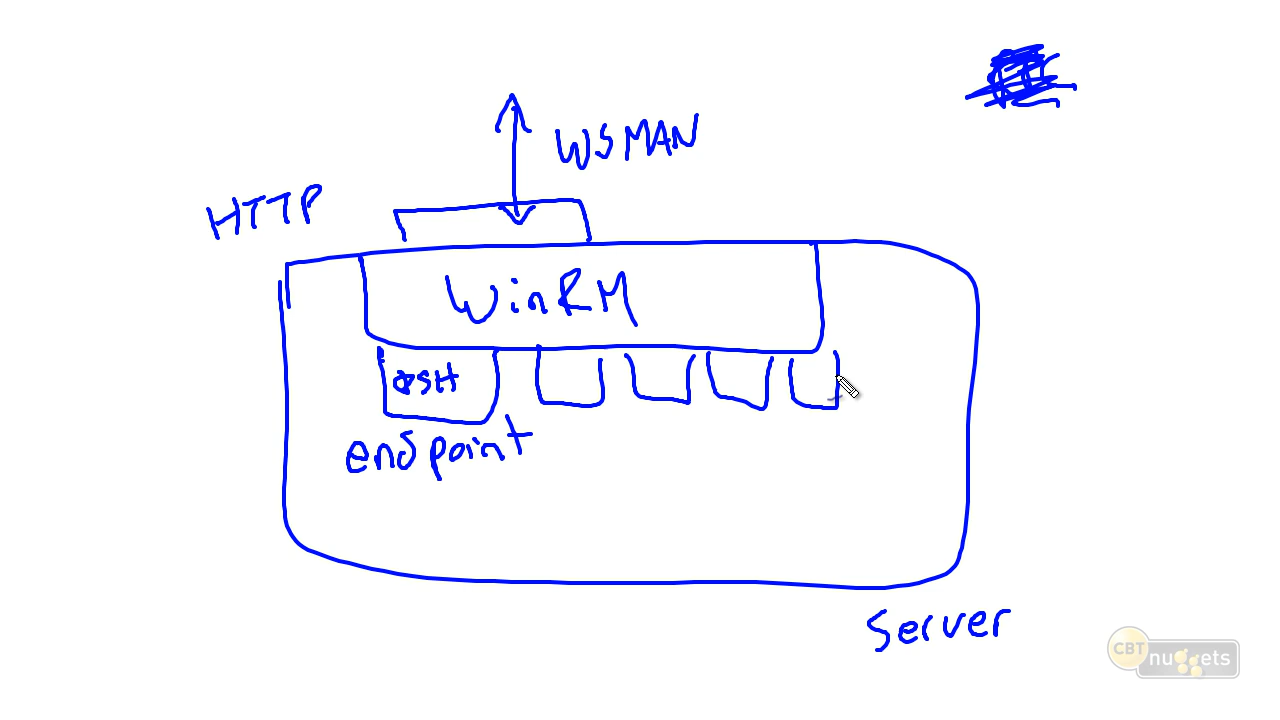 WSMAN
HTTP
WinRM
PSH
endpoint
Server
CBT nuggets